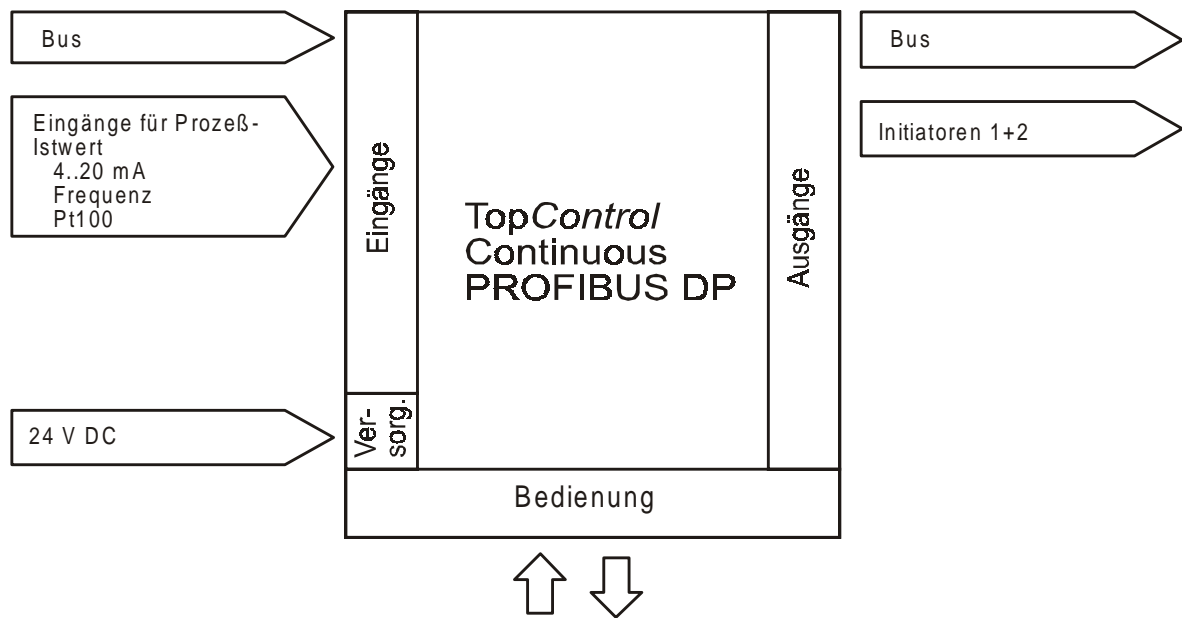 Bus
Eingänge für Prozeß-
Istwert
4..20 mA
Frequenz
Pt100
24 V DC
Eingänge
Ver-
sorg.
TopControl
Continuous
PROFIBUS DP
Ausgänge
Bedienung
Bus
Initiatoren 1+2